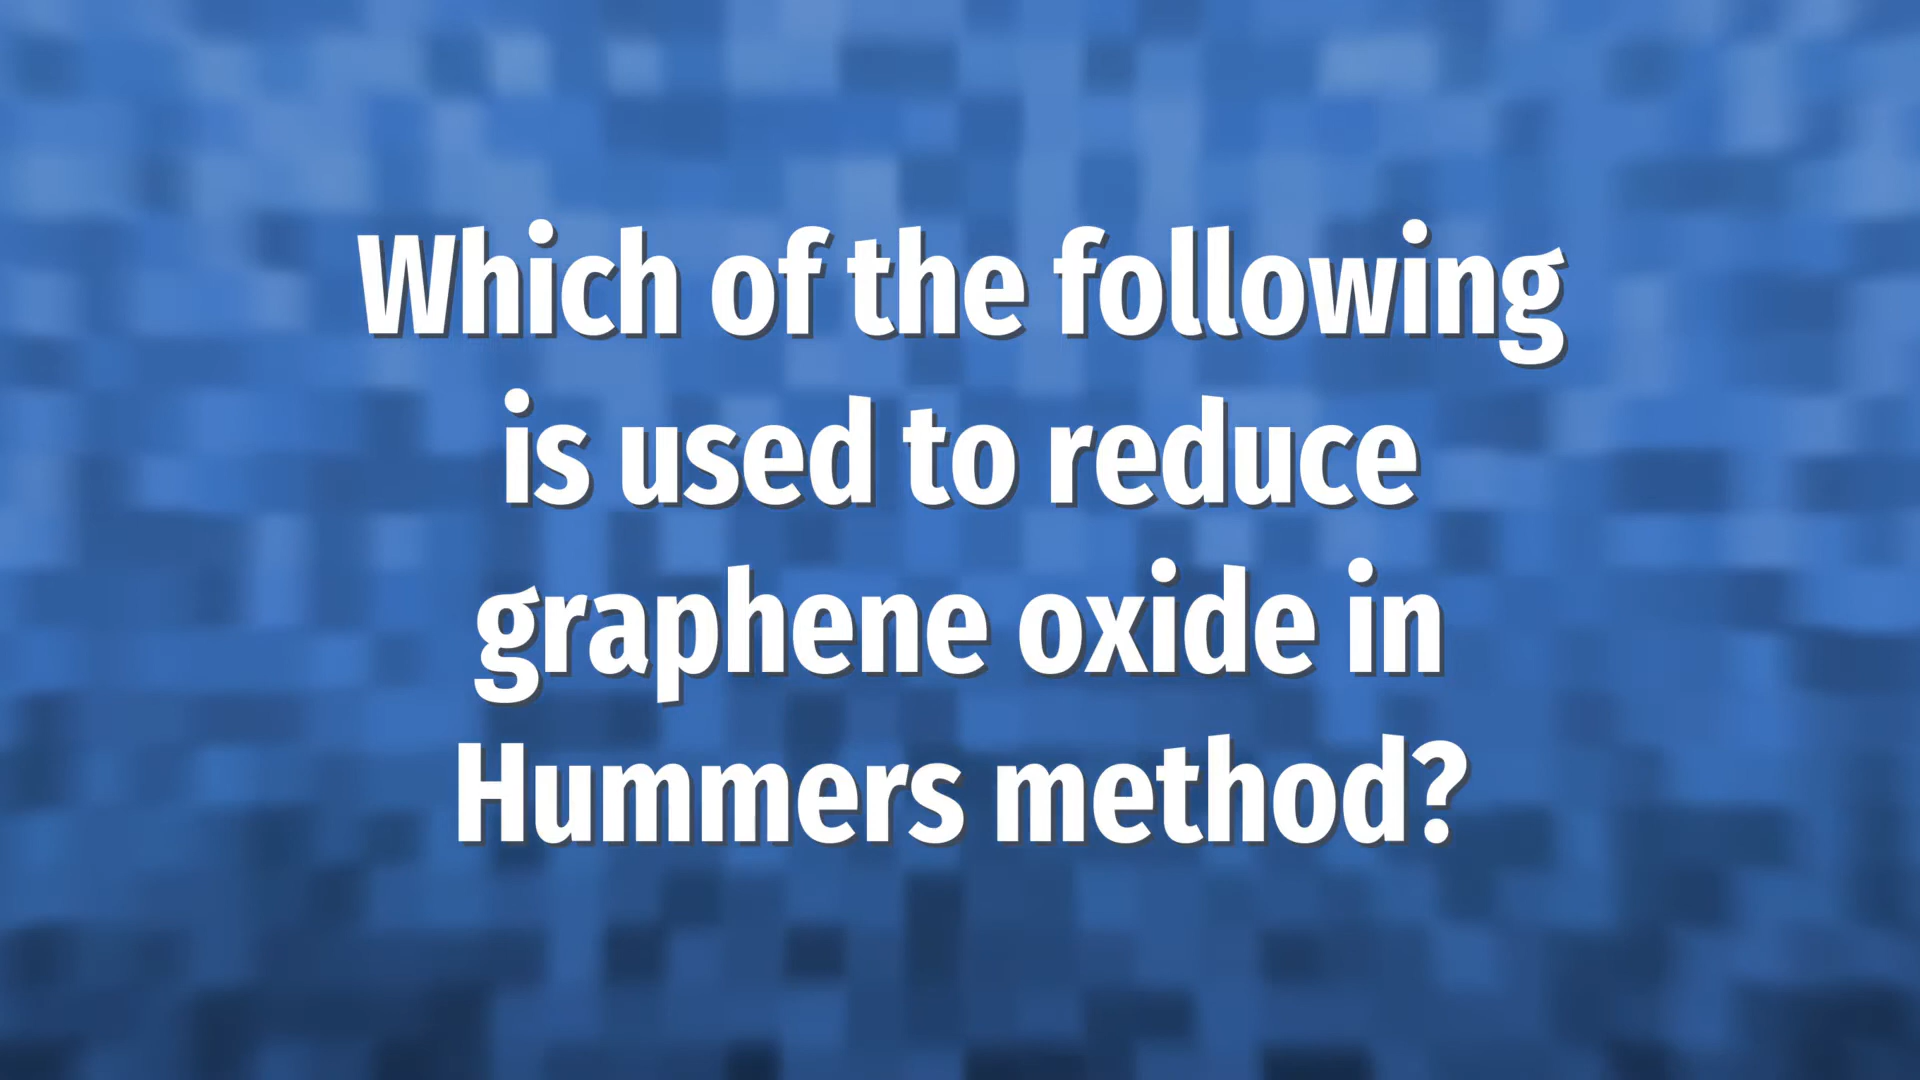 Which of the following
is used to reduce
graphene oxide in
Hummers method?